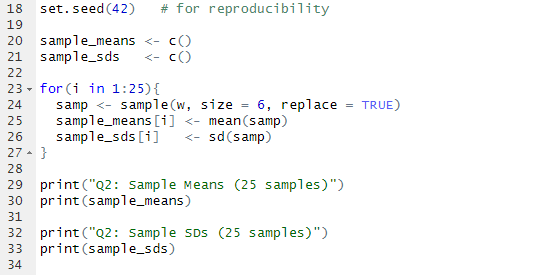 18 set.seed(42)   # for reproducibility
19
20 sample_means <- c()
21 sample_sds   <- c()
22
23 for(i in 1:25){
24   samp <- sample(w, size = 6, replace = TRUE)
25   sample_means[i] <- mean(samp)
26   sample_sds[i]   <- sd(samp)
27 }
28
29 print("Q2: Sample Means (25 samples)")
30 print(sample_means)
31
32 print("Q2: Sample SDs (25 samples)")
33 print(sample_sds)
34